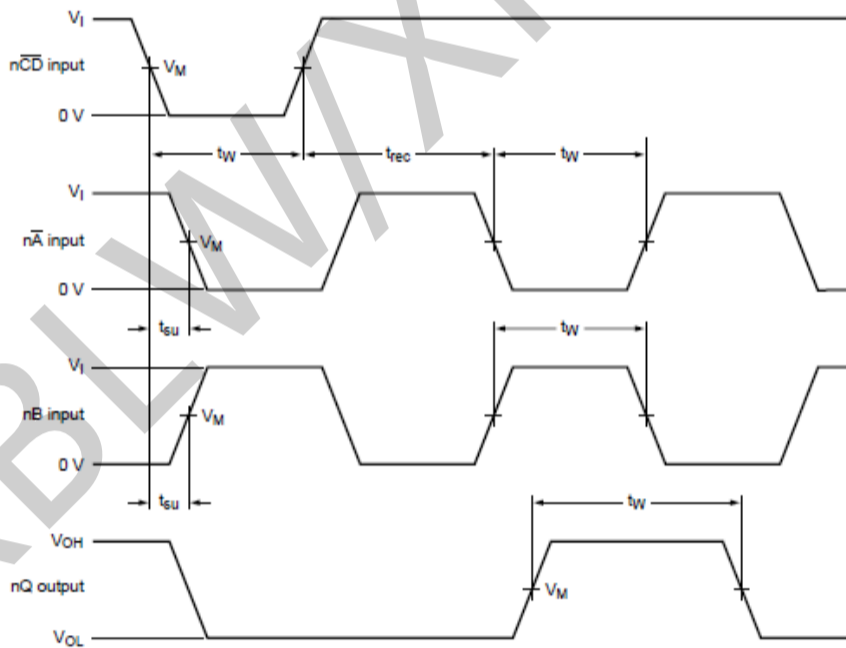 VI
nCD input
VM
0 V
tW
trec
tW
VI
nA input
VM
0 V
tsu
tW
VI
nB input
VM
0 V
tsu
tW
VOH
nQ output
VM
VOL